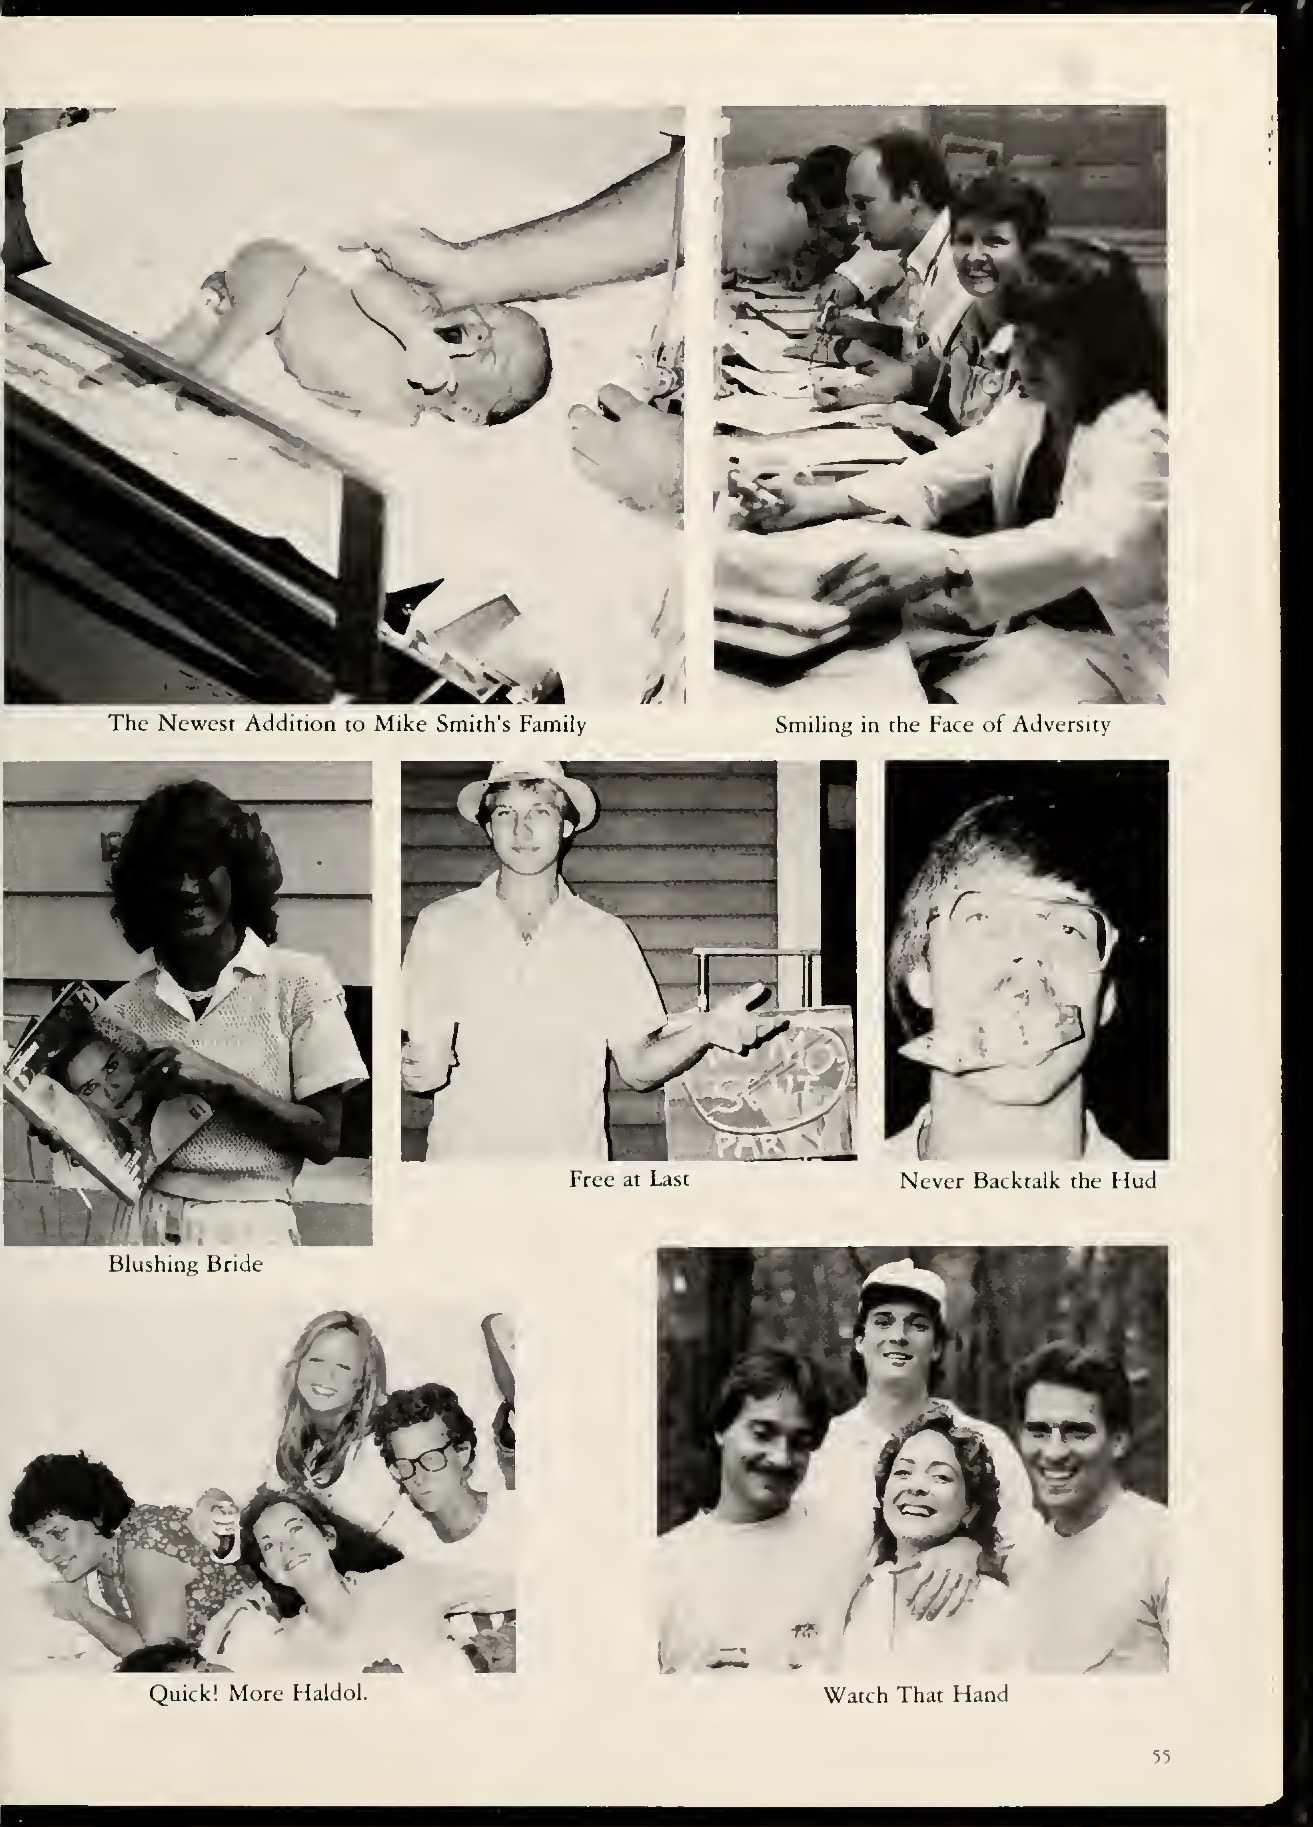 The Newest Addition to Mike Smith's Family
Smiling in the Face of Adversity
PARTY
Free at Last
Never Backtalk the Hud
Blushing Bride
Quick! More Haldol.
Watch That Hand
55